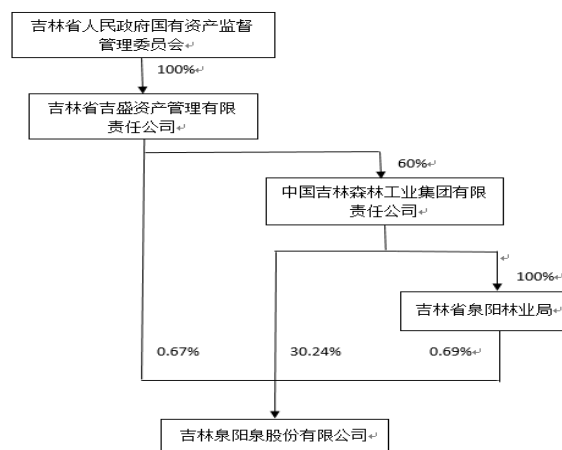 吉林省人民政府国有资产监督
管理委员会↵
100%↵
吉林省吉盛资产管理有限
责任公司↵
60%↵
中国吉林森林工业集团有限
责任公司↵
↵
100%↵
吉林省泉阳林业局↵
0.67%
30.24%
0.69%↵
吉林泉阳泉股份有限公司↵